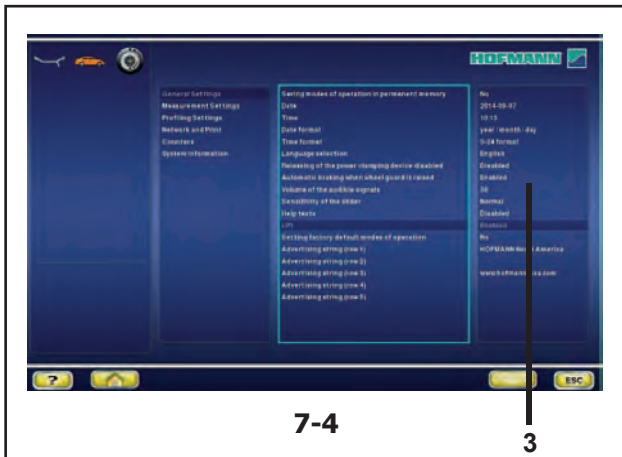 HOFMANN
General Settings
Measurement Settings
Profiling Settings
Network and Print
Counters
System Information
Saving modes of operation in permanent memory
Date
Time
Date format
Time format
Language selection
Releasing of the power clamping device disabled
Automatic braking when wheel guard is raised
Volume of the audible signals
Sensitivity of the slider
Help texts
Lift
Setting factory default modes of operation
Advertising string (row 1)
Advertising string (row 2)
Advertising string (row 3)
Advertising string (row 4)
Advertising string (row 5)
No
2014-09-07
10:13
year-month-day
0-24 format
English
Disabled
Enabled
30
Normal
Disabled
Enabled
No
HOFMANN America
?
ESC
7-4
3